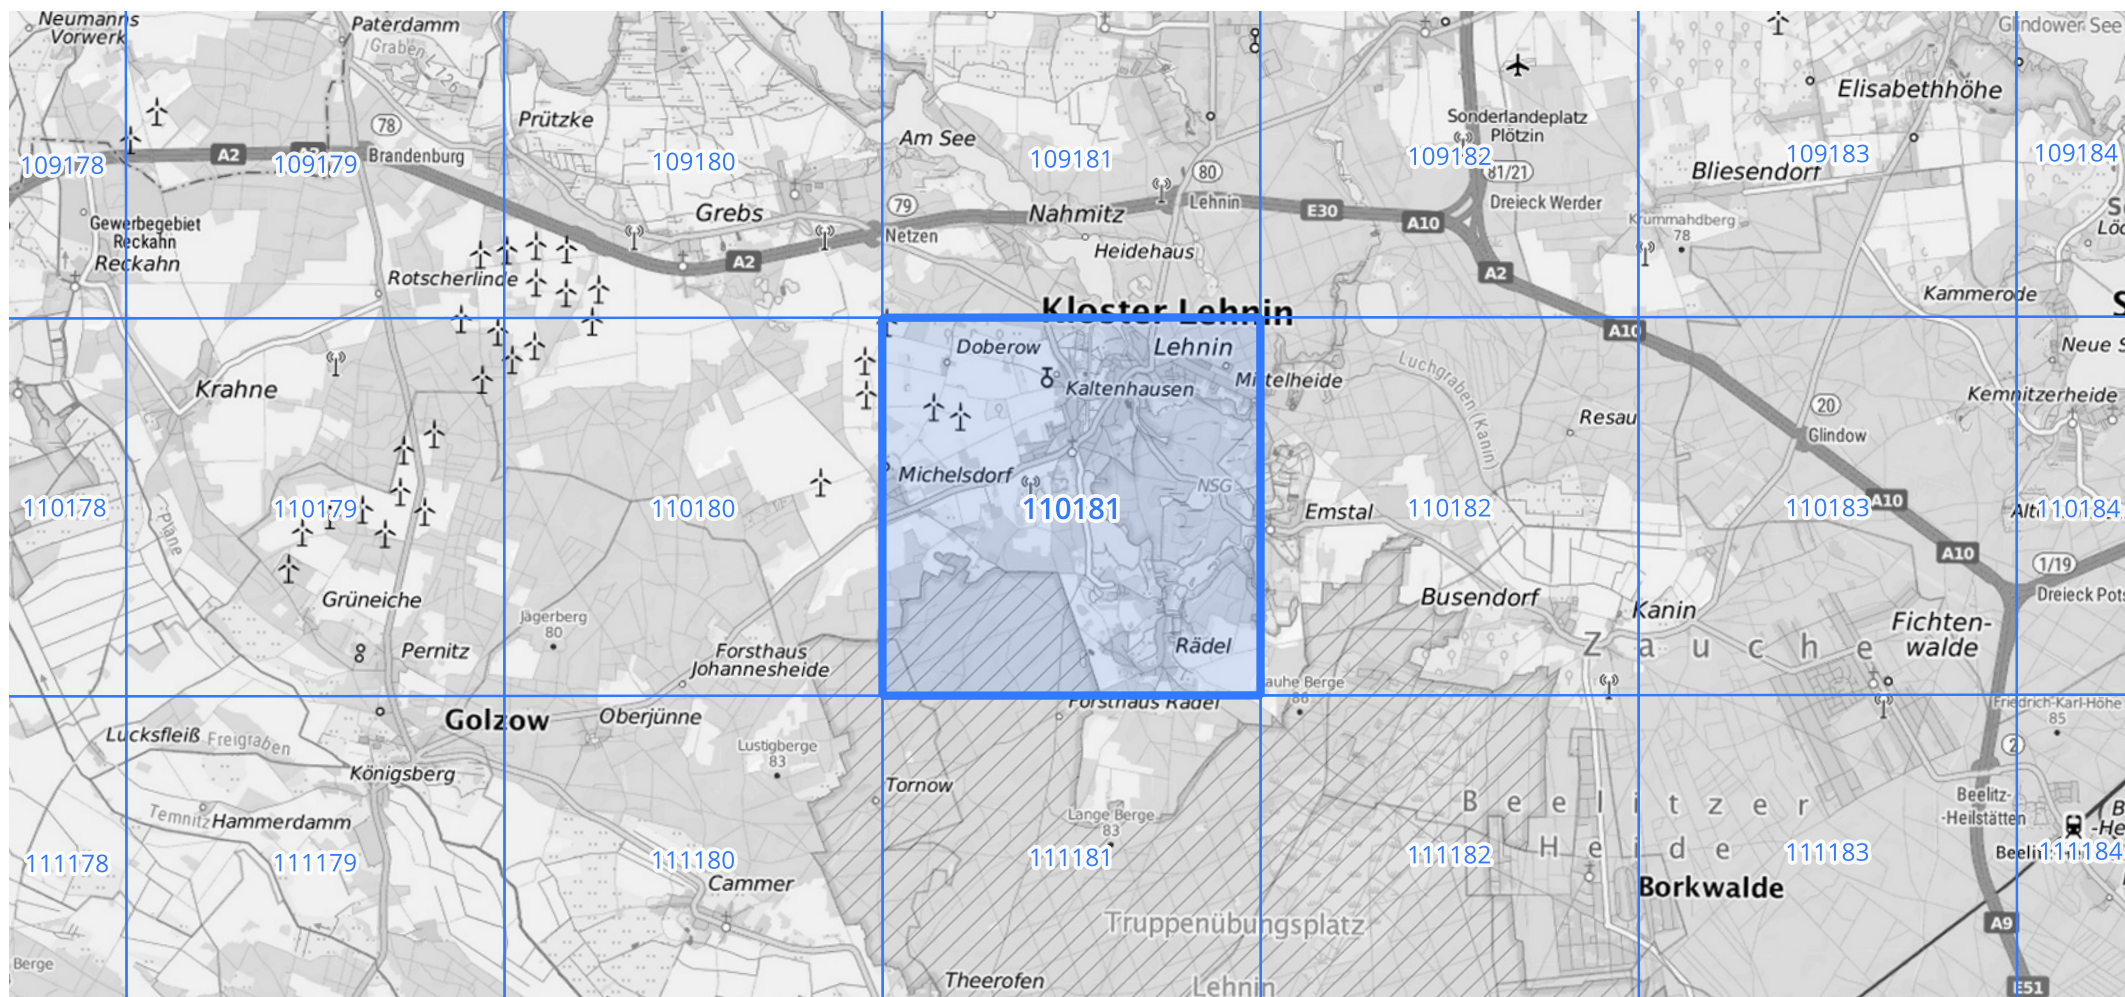 Neumanns
Vorwerk
Paterdamm
Graben 126
Glindower See
Elisabethhöhe
Prütze
Am See
Sonderlandeplatz
Plötzin
78
A2
Brandenburg
109178
109179
109180
109181
109182
109183
109184
80
81/21
Bliesendorf
Lehnin
Dreieck Werder
Gewerbegebiet
Reckahn
Reckahn
Grebs
79
Netzen
Nahmitz
E30
A10
Krummahdberg
78
Heidehaus
Rotscherlinde
A2
A2
Kammerode
Kloster Lehnin
A10
Doberow
Lehnin
Luchgraben (Kanin)
Krahne
Kaltenhausen
Mittelheide
Kemnitzerheide
Resau
20
Glindow
Michelsdorf
NSG
110178
110179
110180
110181
110182
110183
110184
A10
Emstal
Plane
A10
1/19
Grüneiche
Jägerberg
80
Busendorf
Kanin
Fichten-
walde
Pernitz
Forsthaus
Johannesheide
Rädel
Zauche
Golzow
Oberjünne
Forsthaus Rädel
Friedrich-Karl-Höhe
85
Lucksfleiß
Freigraben
Lustigberge
83
2
Königsberg
Tornow
Temnitz
Hammerdamm
Lange Berge
83
Beelitzer
Heide
Beelitz-
-Heilstätten
111178
111179
111180
111181
111182
111183
111184
Cammer
Borkwalde
Truppenübungsplatz
Lehnin
A9
Berge
Theerofen
E51